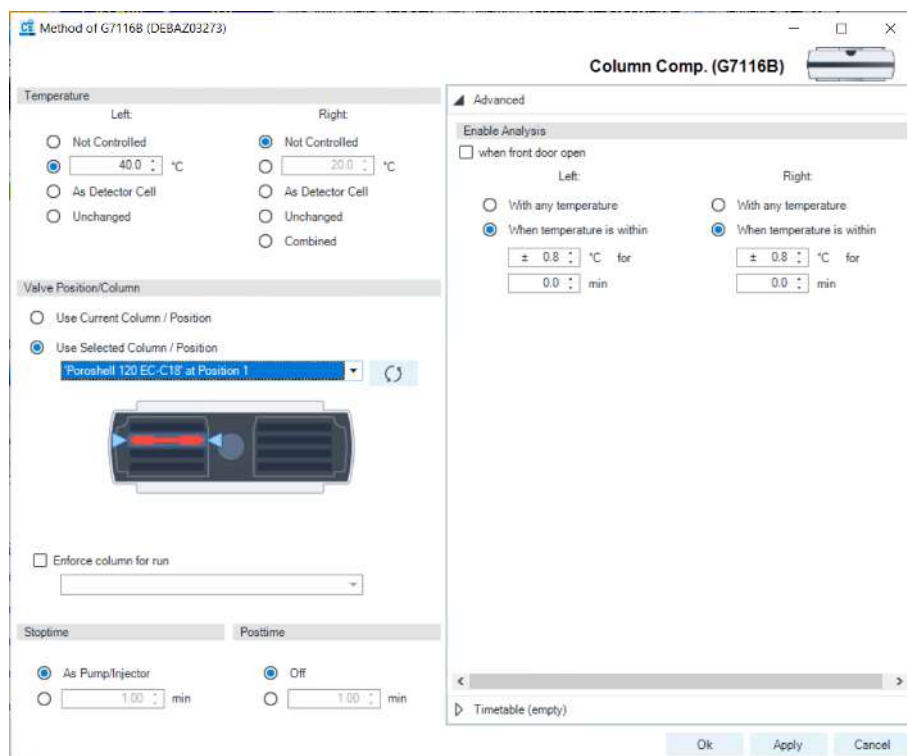 Method of G7116B (DEBAZ03273)
Column Comp. (G7116B)
Temperature
Left: Right:
Not Controlled Not Controlled
40.0 °C 20.0 °C
As Detector Cell As Detector Cell
Unchanged Unchanged
Combined
Valve Position/Column
Use Current Column / Position
Use Selected Column / Position
'Poroshell 120 EC-C18' at Position 1
Enforce column for run
Stoptime Posttime
As Pump/Injector Off
1.00 min 1.00 min
Advanced
Enable Analysis
when front door open
Left: Right:
With any temperature With any temperature
When temperature is within When temperature is within
± 0.8 °C for ± 0.8 °C for
0.0 min 0.0 min
Timetable (empty)
Ok Apply Cancel